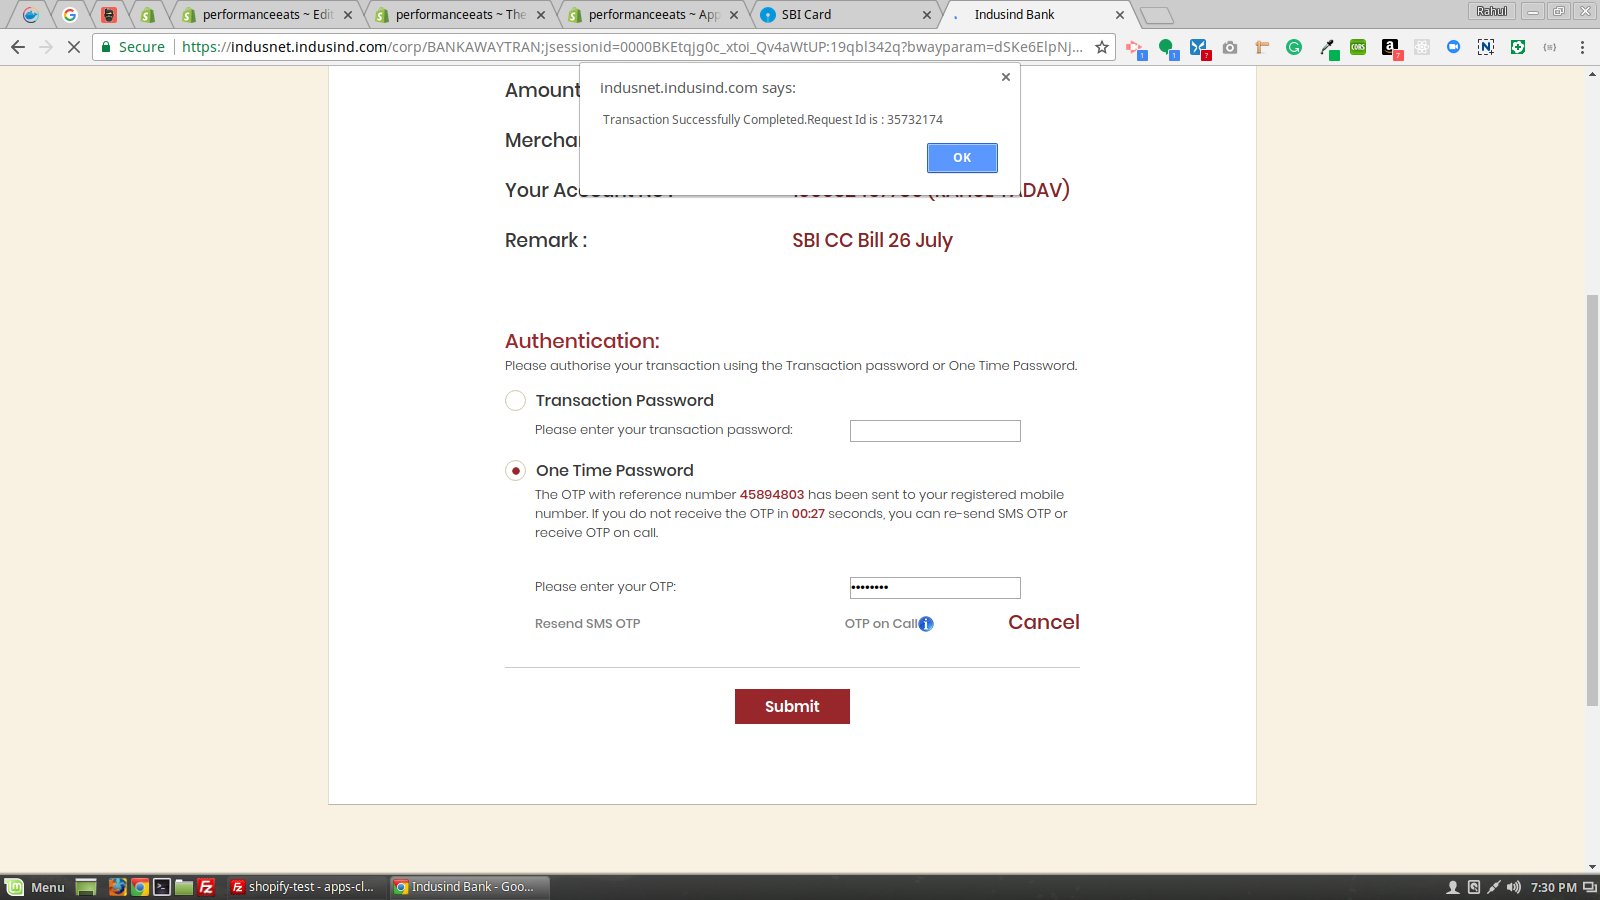 performanceeats ~ Edit
performanceeats ~ The
performanceeats ~ App
SBI Card
Indusind Bank
Rahul
Secure
https://indusnet.indusind.com/corp/BANKAWAYTRAN;jsessionid=0000BKEtqjg0c_xtoI_Qv4aWtUP:19qbl342q?bwayparam=dSKe6ElpNj...
indusnet.indusind.com says:
Transaction Successfully Completed.Request Id is : 35732174
OK
Amount
Mercha
Your Account No :
YADAV)
Remark :
SBI CC Bill 26 July
Authentication:
Please authorise your transaction using the Transaction password or One Time Password.
Transaction Password
Please enter your transaction password:
One Time Password
The OTP with reference number 45894803 has been sent to your registered mobile
number. If you do not receive the OTP in 00:27 seconds, you can re-send SMS OTP or
receive OTP on call.
Please enter your OTP:
••••••••
Resend SMS OTP
OTP on Call
Cancel
Submit
Menu
shopify-test - apps-cl...
Indusind Bank - Goo...
7:30 PM